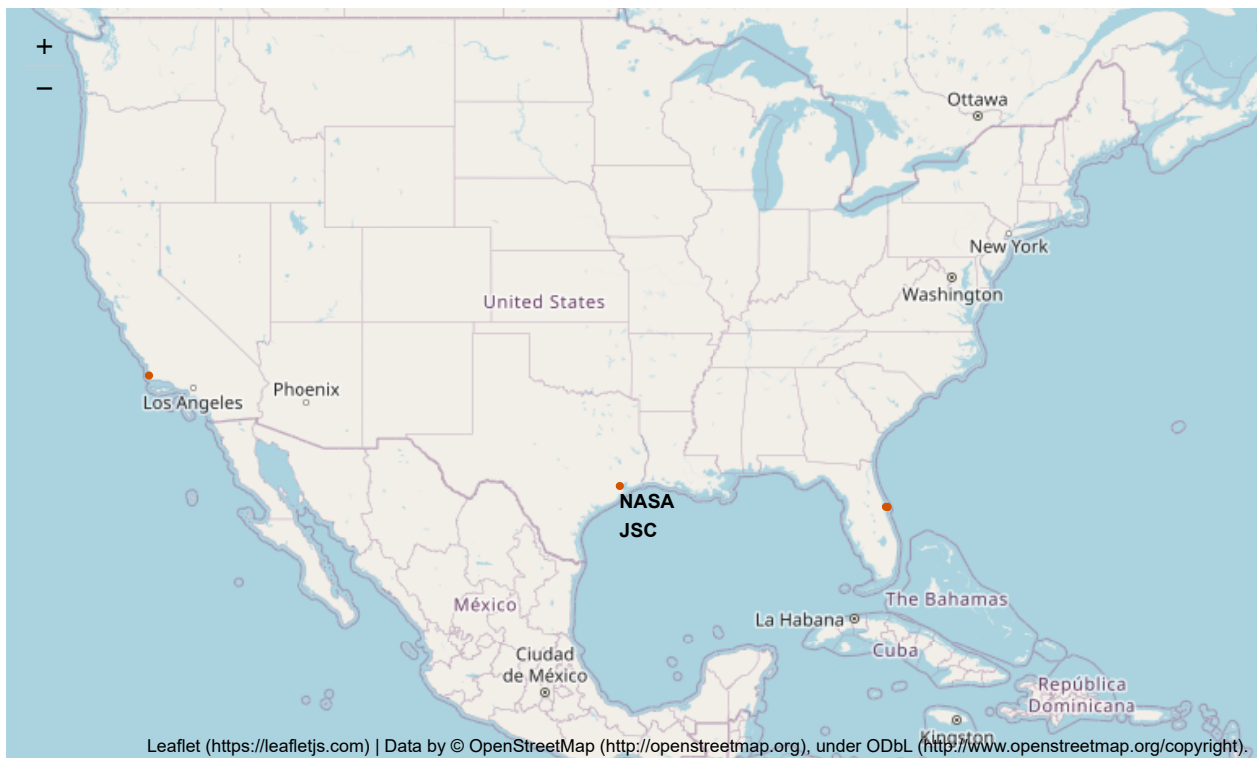 +
−
Ottawa
New York
Washington
United States
Phoenix
Los Angeles
NASA
JSC
The Bahamas
México
La Habana
Cuba
Ciudad
de México
República
Dominicana
Kingston
Leaflet (https://leafletjs.com) | Data by © OpenStreetMap (http://openstreetmap.org), under ODbL (http://www.openstreetmap.org/copyright).